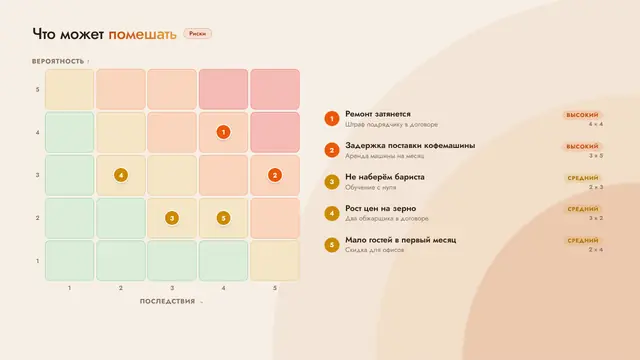 Что может помешать
Риски
ВЕРОЯТНОСТЬ ↑
5
4
3
2
1
1
2
3
4
5
1
2
3
4
5
ПОСЛЕДСТВИЯ →
1
Ремонт затянется
Штраф подрядчику в договоре
ВЫСОКИЙ
4 × 4
2
Задержка поставки кофемашины
Аренда машины на месяц
ВЫСОКИЙ
3 × 5
3
Не наберём бариста
Обучение с нуля
СРЕДНИЙ
2 × 3
4
Рост цен на зерно
Два обжарщика в договоре
СРЕДНИЙ
3 × 2
5
Мало гостей в первый месяц
Скидка для офисов
СРЕДНИЙ
2 × 4